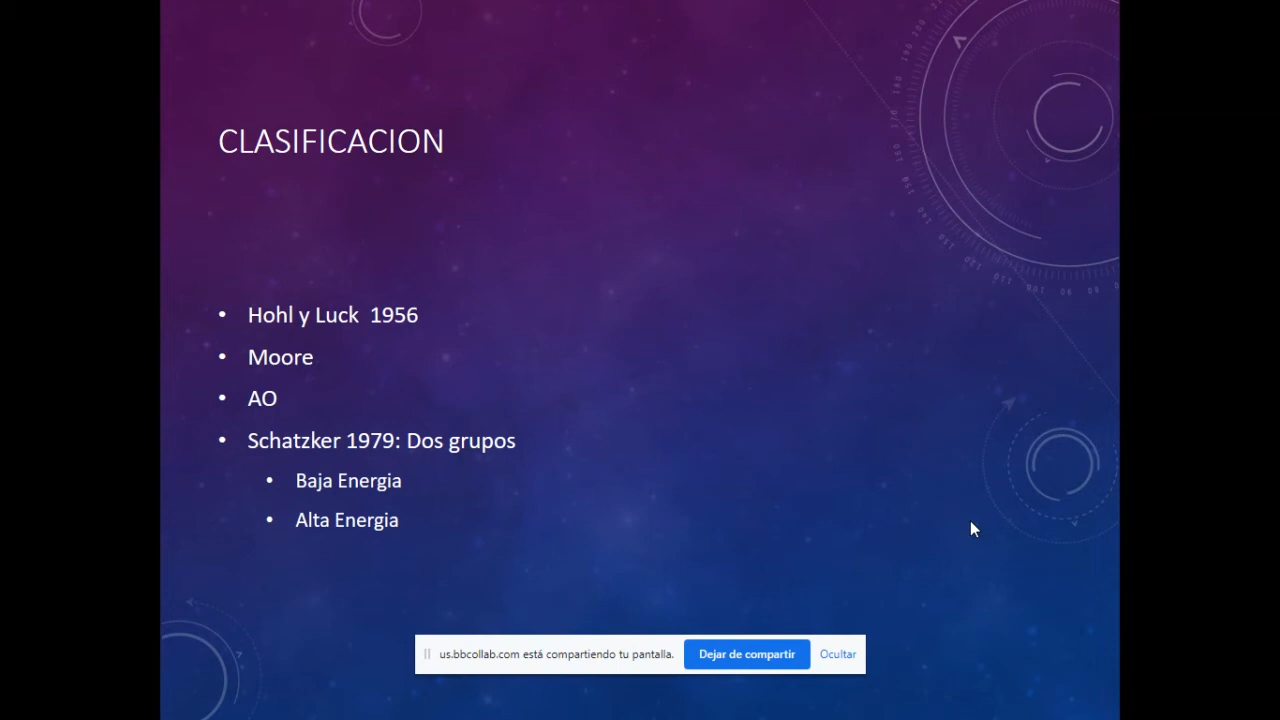 CLASIFICACION
Hohl y Luck 1956
Moore
AO
Schatzker 1979: Dos grupos
Baja Energia
Alta Energia
us.bbcollab.com está compartiendo tu pantalla. Dejar de compartir Ocultar